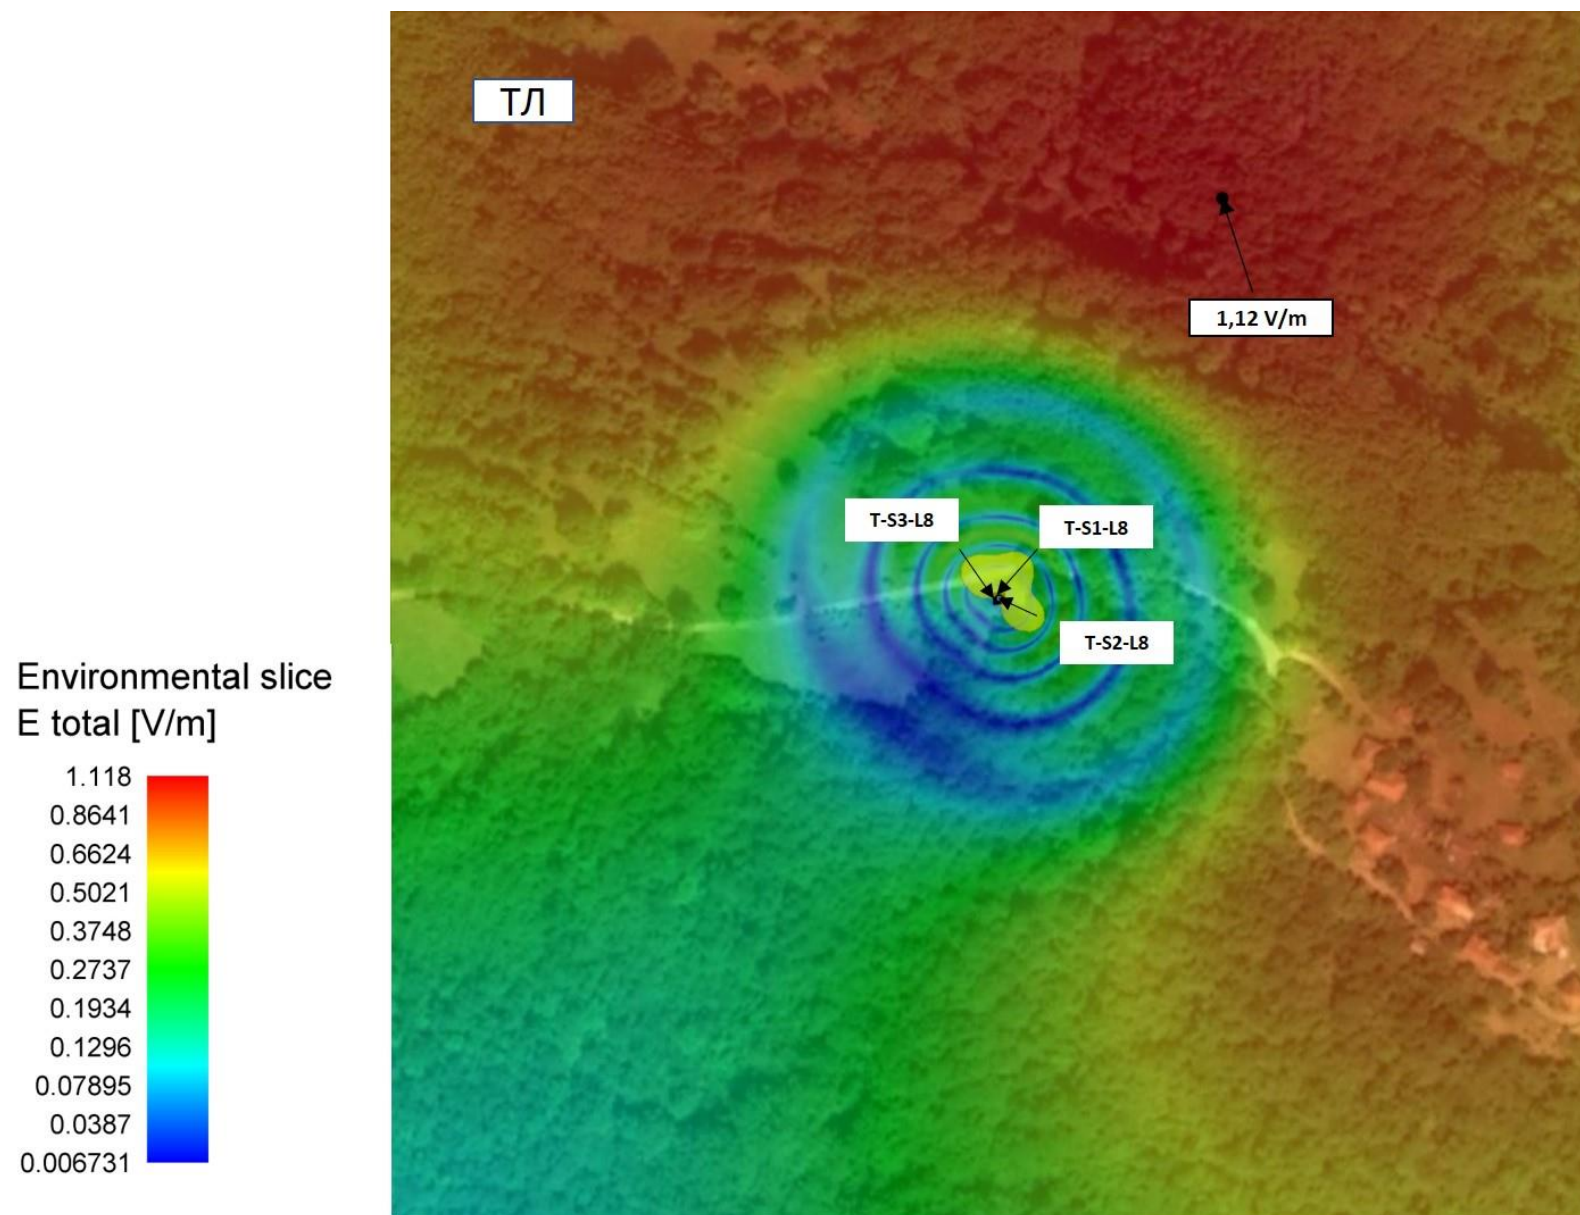 ТЛ
1,12 V/m
T-S3-L8
T-S1-L8
T-S2-L8
Environmental slice
E total [V/m]
1.118
0.8641
0.6624
0.5021
0.3748
0.2737
0.1934
0.1296
0.07895
0.0387
0.006731